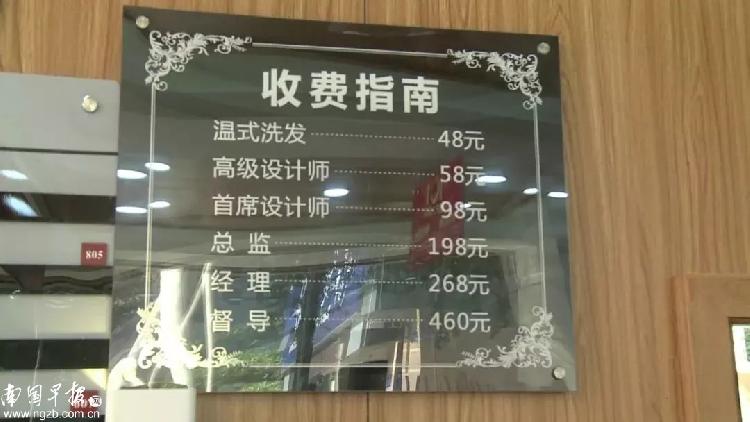 收费指南
温式洗发 48元
高级设计师 58元
首席设计师 98元
总监 198元
经理 268元
督导 460元
805
南国早报
www.ngzb.com.cn